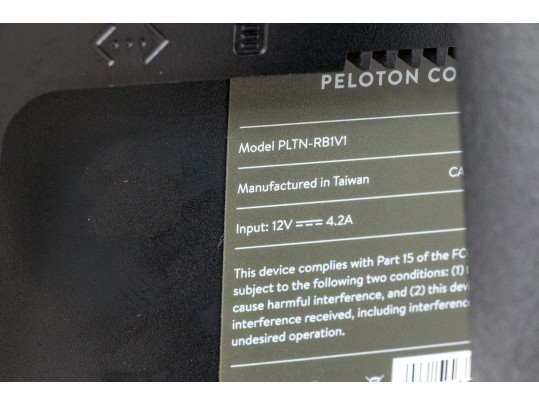 PELOTON CO
Model PLTN-RB1V1
Manufactured in Taiwan CA
Input: 12V ⎓ 4.2A
This device complies with Part 15 of the FC
subject to the following two conditions: (1)
cause harmful interference, and (2) this dev
interference received, including interference
undesired operation.